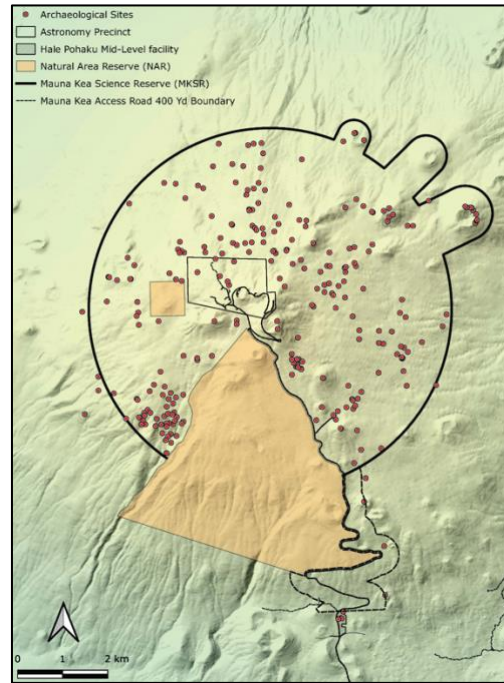 Archaeological Sites
Astronomy Precinct
Hale Pohaku Mid-Level facility
Natural Area Reserve (NAR)
Mauna Kea Science Reserve (MKSR)
Mauna Kea Access Road 400 Yd Boundary
0 1 2 km